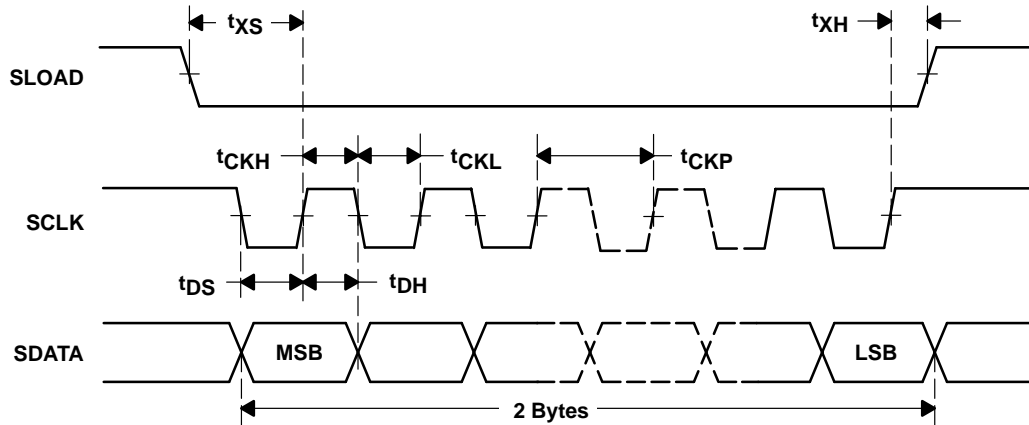 tXS
tXH
SLOAD
tCKH
tCKL
tCKP
SCLK
tDS
tDH
SDATA
MSB
LSB
2 Bytes